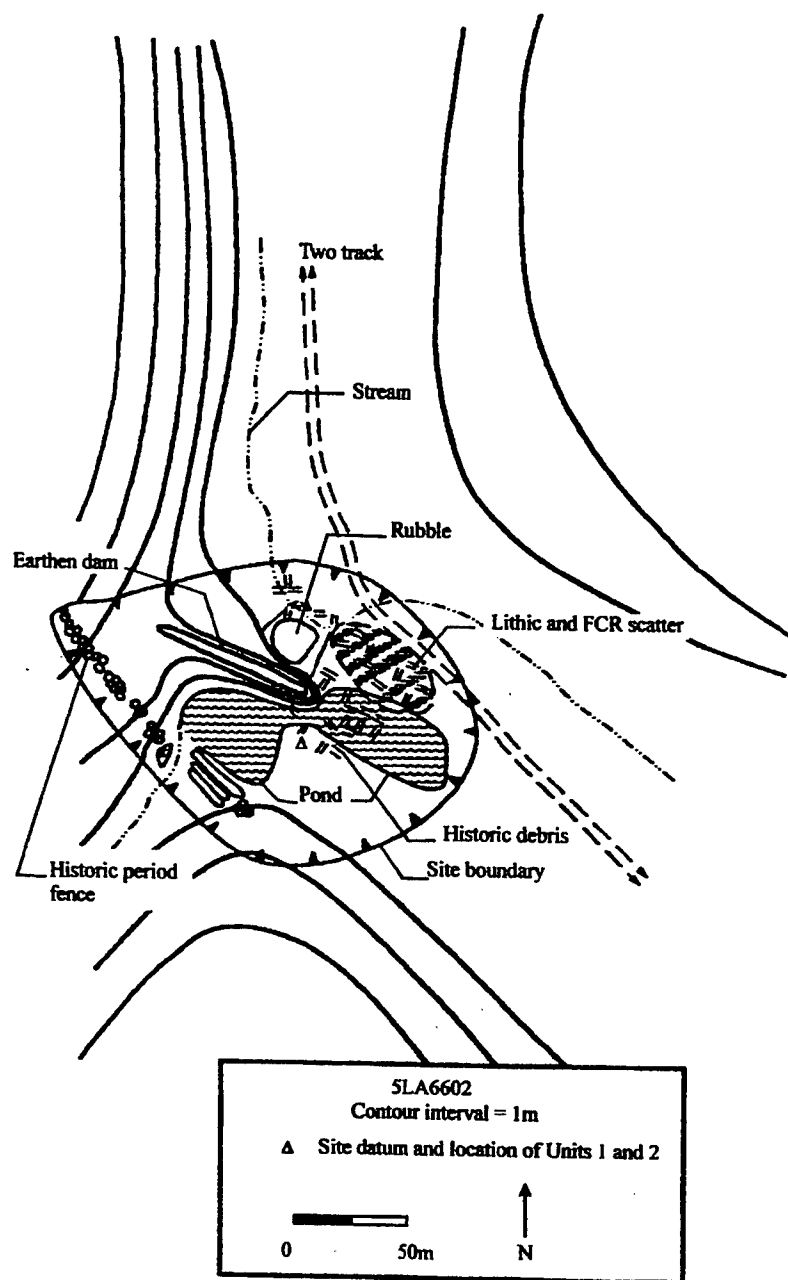 Two track
Stream
Rubble
Earthen dam
Lithic and FCR scatter
Pond
Historic debris
Site boundary
Historic period
fence
5LA6602
Contour interval = 1m
Δ Site datum and location of Units 1 and 2
0 50m N